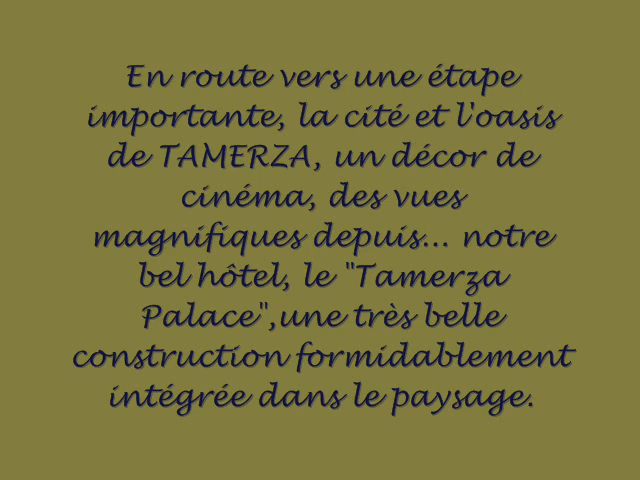 En route vers une étape
importante, la cité et l'oasis
de TAMERZA, un décor de
cinéma, des vues
magnifiques depuis... notre
bel hôtel, le "Tamerza
Palace",une très belle
construction formidablement
intégrée dans le paysage.